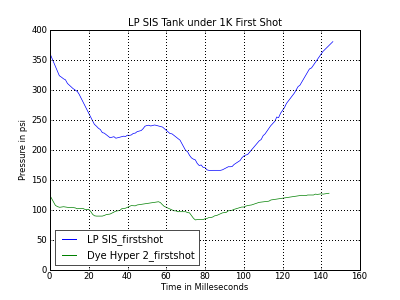 LP SIS Tank under 1K First Shot
400
350
300
250
200
150
100
50
0
Pressure in psi
LP SIS_firstshot
Dye Hyper 2_firstshot
0 20 40 60 80 100 120 140 160
Time in Milleseconds